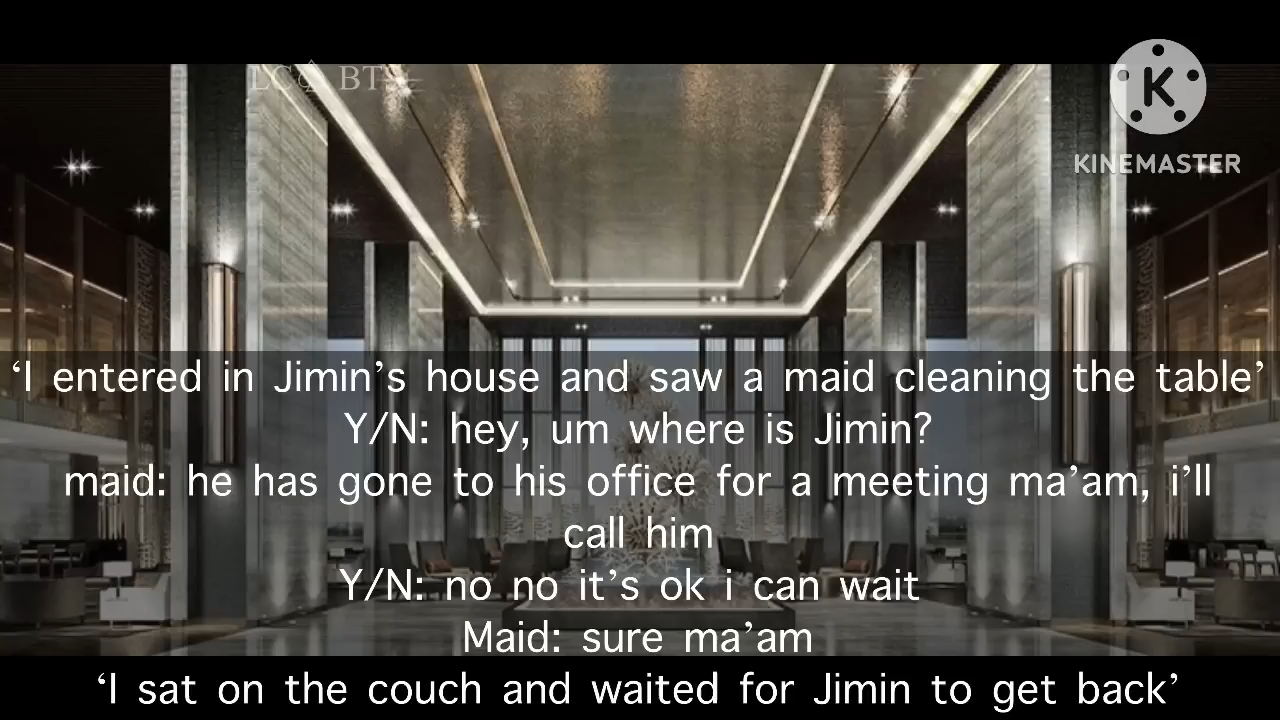 BTS
K
KINEMASTER
‘I entered in Jimin’s house and saw a maid cleaning the table’
Y/N: hey, um where is Jimin?
maid: he has gone to his office for a meeting ma’am, i’ll
call him
Y/N: no no it’s ok i can wait
Maid: sure ma’am
‘I sat on the couch and waited for Jimin to get back’